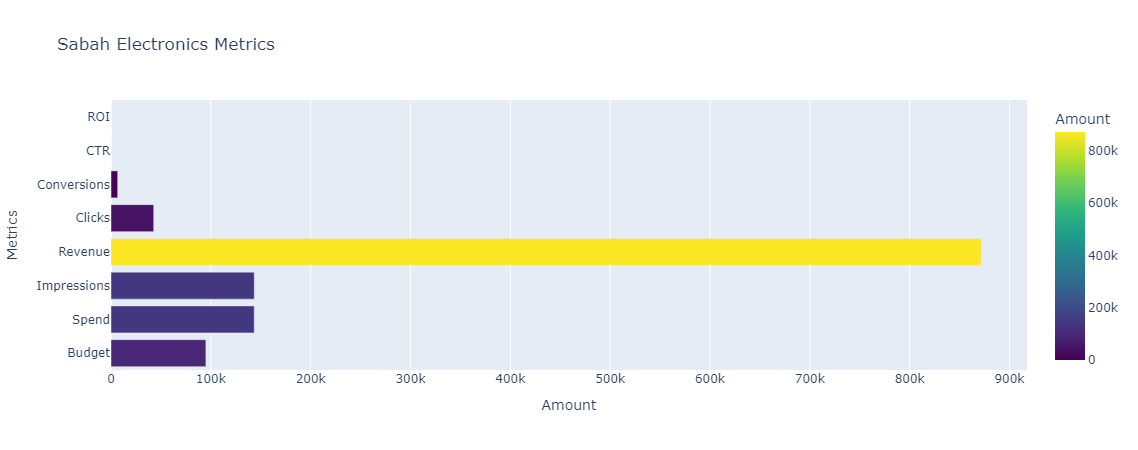 Sabah Electronics Metrics
Metrics
ROI
CTR
Conversions
Clicks
Revenue
Impressions
Spend
Budget
0 100k 200k 300k 400k 500k 600k 700k 800k 900k
Amount
Amount
800k
600k
400k
200k
0